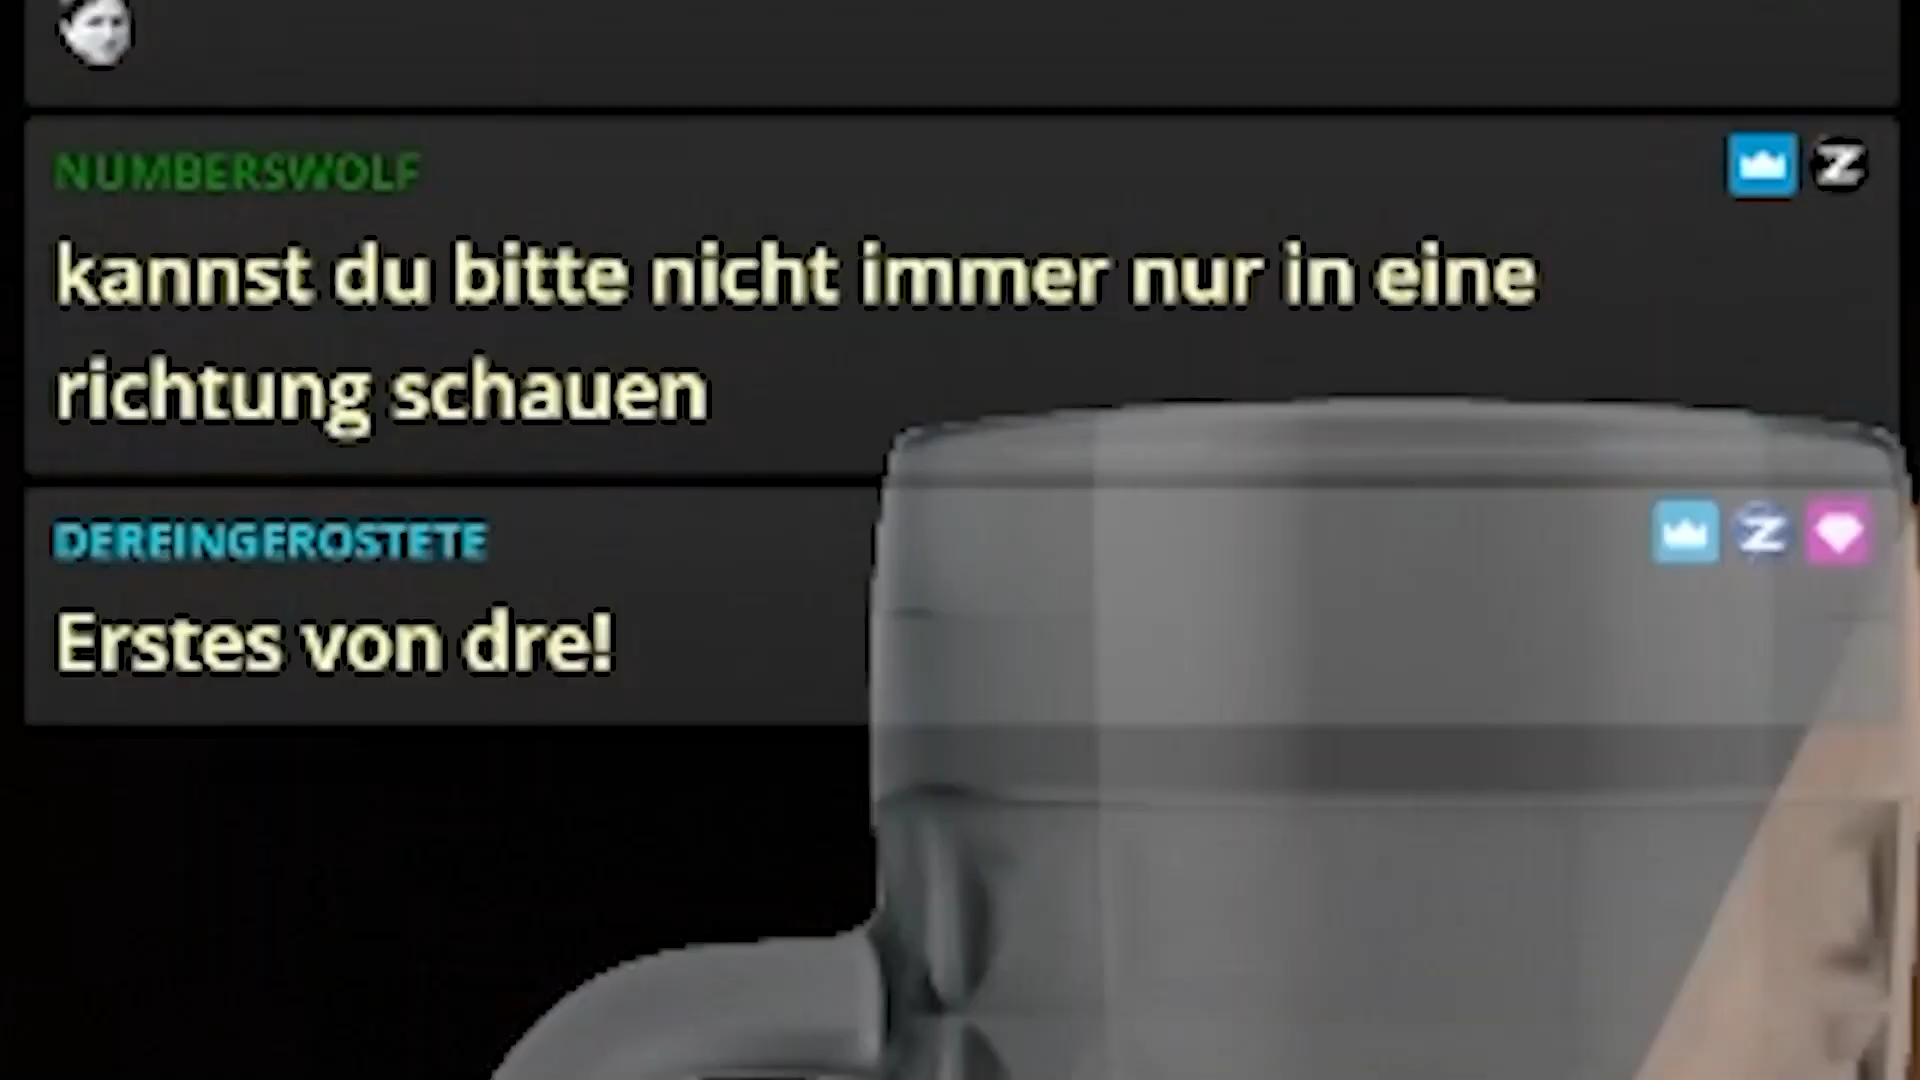 NUMBERSWOLF
kannst du bitte nicht immer nur in eine
richtung schauen
DEREINGEROSTETE
Erstes von dre!